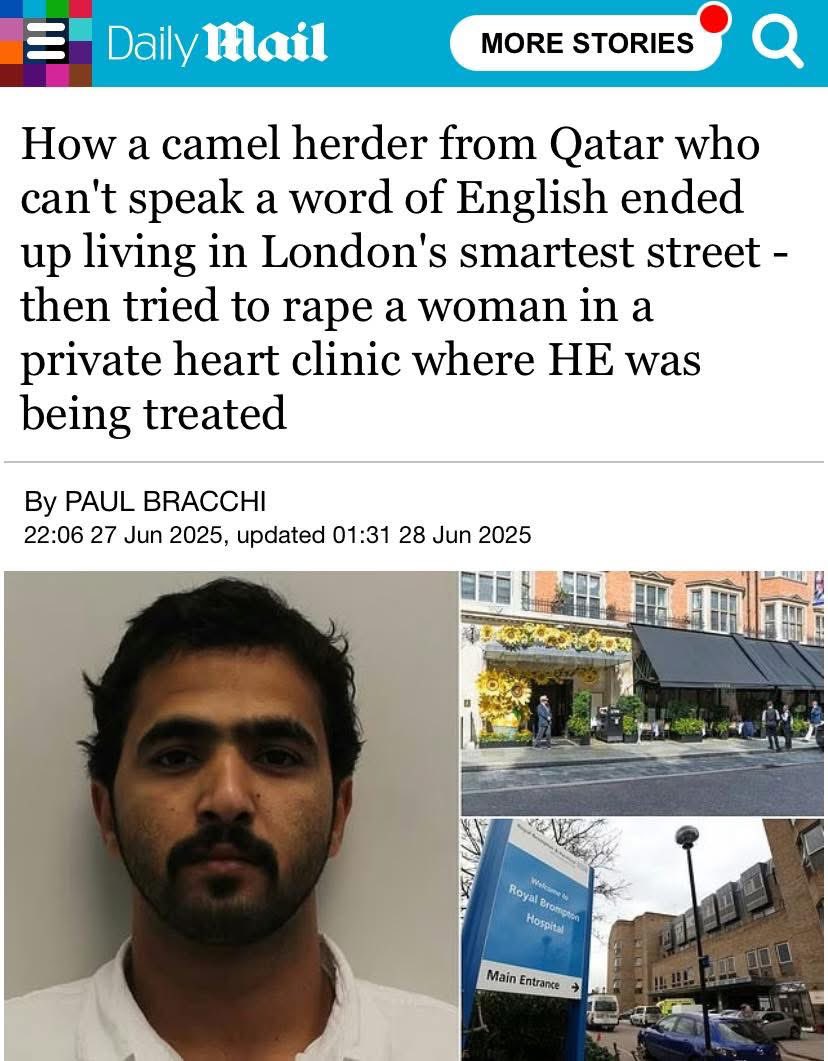 Daily Mail
MORE STORIES
How a camel herder from Qatar who
can't speak a word of English ended
up living in London's smartest street -
then tried to rape a woman in a
private heart clinic where HE was
being treated
By PAUL BRACCHI
22:06 27 Jun 2025, updated 01:31 28 Jun 2025
Welcome to
Royal Brompton
Hospital
Main Entrance →